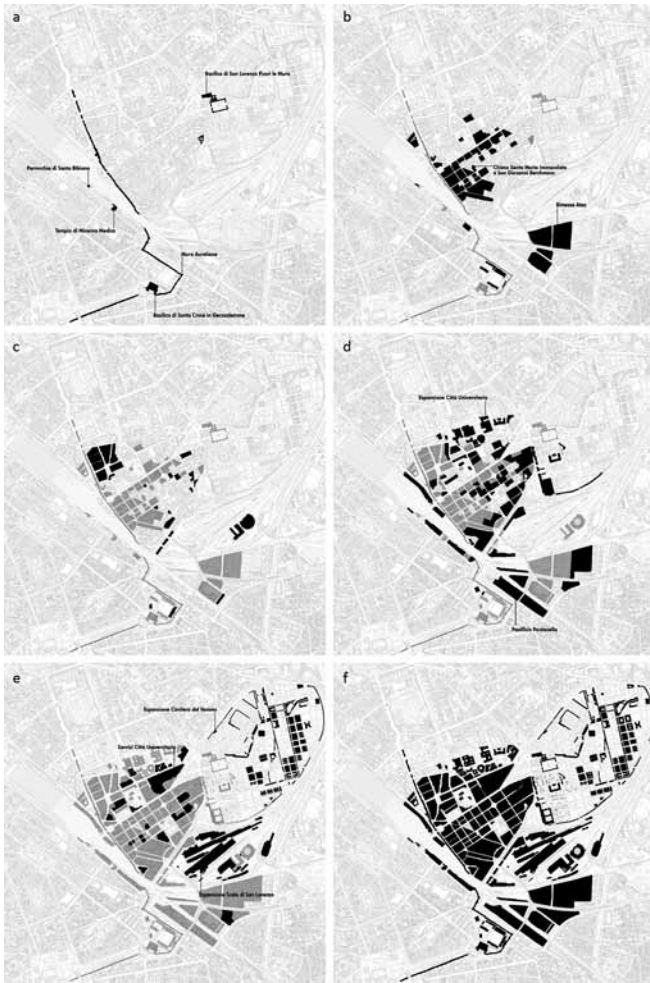 a
Basilica di San Lorenzo fuori le Mura
Parrocchia di Santa Bibiana
Tempio di Minerva Medica
Mura Aureliane
Basilica di Santa Croce in Gerusalemme
b
Chiesa Santa Maria Immacolata
e San Giovanni Berchmans
Rimessa Atac
c
d
Espansione Città Universitaria
Pastificio Pantanella
e
Espansione Cimitero del Verano
Servizi Città Universitaria
Espansione Scalo di San Lorenzo
f